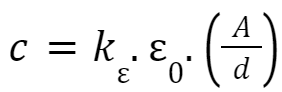 c = k_ε · ε_0 · (A/d)